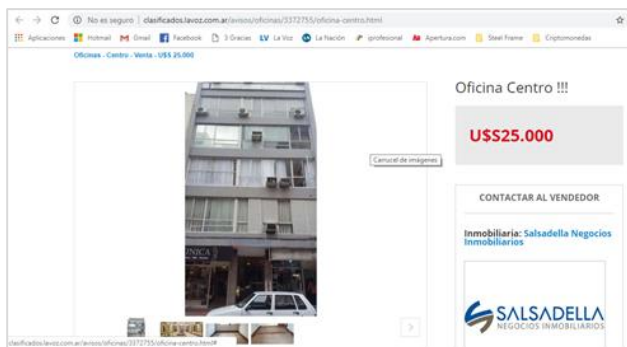 No es seguro | clasificados.lavoz.com.ar/avisos/oficinas/3372755/oficina-centro.html
Aplicaciones Hotmail Gmail Facebook 3 Gracias LV La Voz La Nación iprofesional Apertura.com Steel Frame Criptomonedas
Oficinas - Centro - Venta - U$S 25.000
Oficina Centro !!!
U$S25.000
Carrucel de imágenes
CONTACTAR AL VENDEDOR
Inmobiliaria: Salsadella Negocios
Inmobiliarios
SALSADELLA
NEGOCIOS INMOBILIARIOS
clasificados.lavoz.com.ar/avisos/oficinas/3372755/oficina-centro.html#